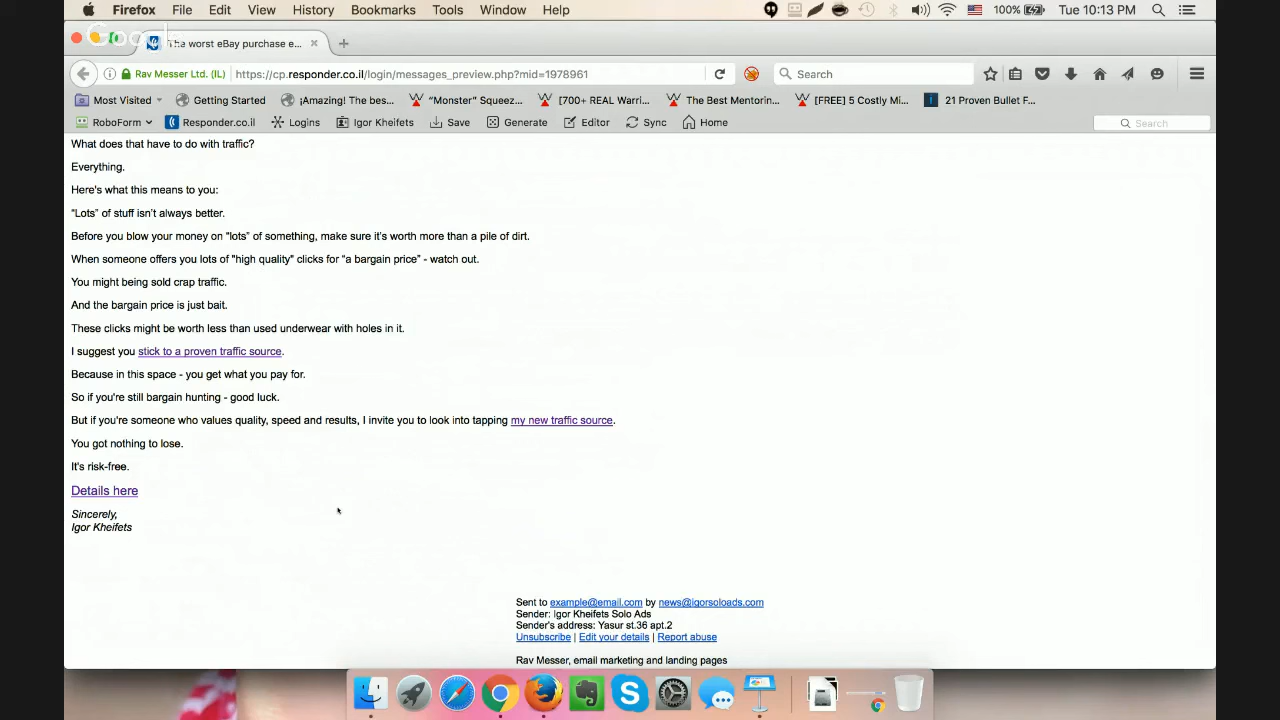 Firefox File Edit View History Bookmarks Tools Window Help 100% Tue 10:13 PM
Google
The worst eBay purchase e...
Rav Messer Ltd. (IL) https://cp.responder.co.il/login/messages_preview.php?mid=1978961 Search
Most Visited Getting Started ¡Amazing! The bes... "Monster" Squeez... [700+ REAL Warri... The Best Mentorin... [FREE] 5 Costly Mi... 21 Proven Bullet F...
RoboForm Responder.co.il Logins Igor Kheifets Save Generate Editor Sync Home Search
What does that have to do with traffic?
Everything.
Here's what this means to you:
"Lots" of stuff isn't always better.
Before you blow your money on "lots" of something, make sure it's worth more than a pile of dirt.
When someone offers you lots of "high quality" clicks for "a bargain price" - watch out.
You might being sold crap traffic.
And the bargain price is just bait.
These clicks might be worth less than used underwear with holes in it.
I suggest you stick to a proven traffic source.
Because in this space - you get what you pay for.
So if you're still bargain hunting - good luck.
But if you're someone who values quality, speed and results, I invite you to look into tapping my new traffic source.
You got nothing to lose.
It's risk-free.
Details here
Sincerely,
Igor Kheifets
Sent to example@email.com by news@igorsoloads.com
Sender: Igor Kheifets Solo Ads
Sender's address: Yasur st.36 apt.2
Unsubscribe | Edit your details | Report abuse
Rav Messer, email marketing and landing pages